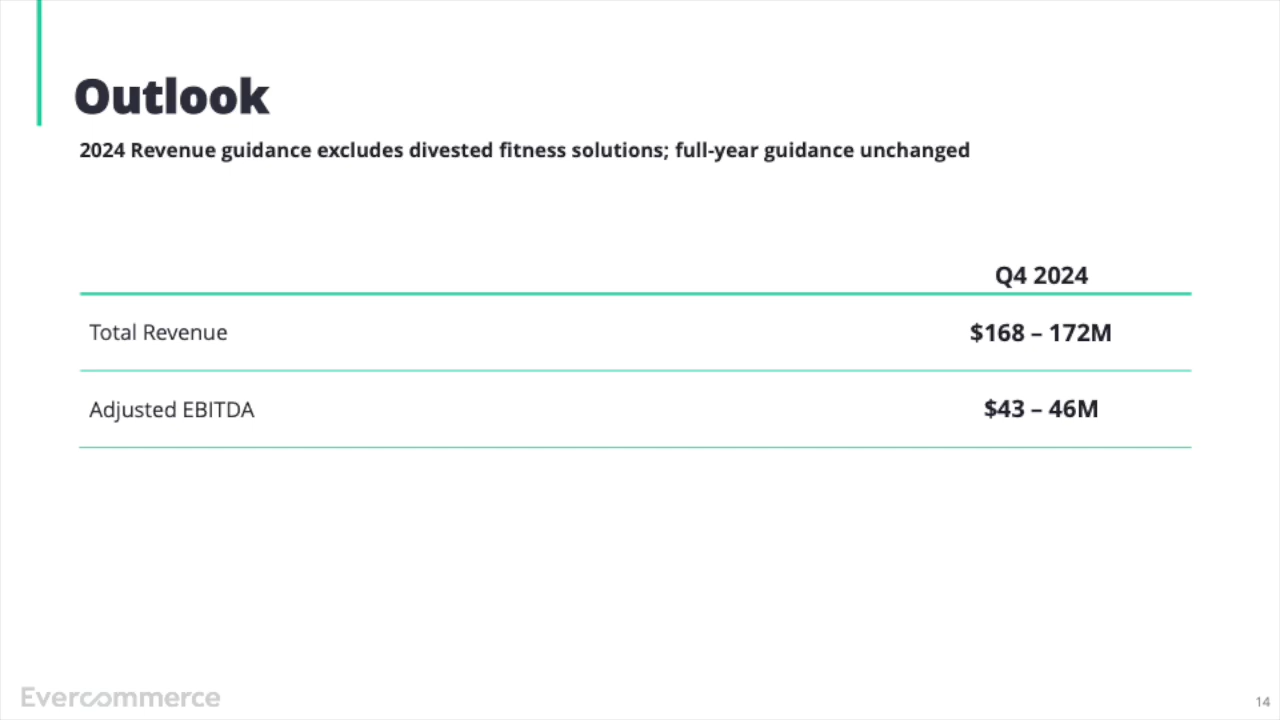 Outlook
2024 Revenue guidance excludes divested fitness solutions; full-year guidance unchanged
Q4 2024
Total Revenue $168 – 172M
Adjusted EBITDA $43 – 46M
Evercommerce
14